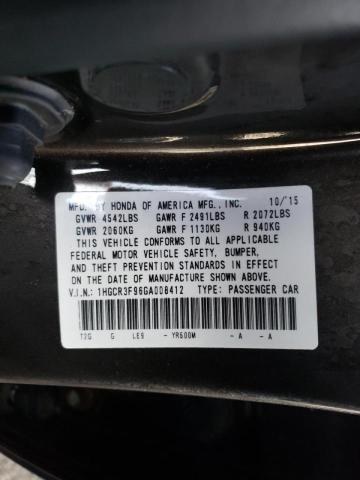 MFD. BY HONDA OF AMERICA MFG., INC. 10/'15
GVWR 4542LBS GAWR F 2491LBS R 2072LBS
GVWR 2060KG GAWR F 1130KG R 940KG
THIS VEHICLE CONFORMS TO ALL APPLICABLE
FEDERAL MOTOR VEHICLE SAFETY, BUMPER,
AND THEFT PREVENTION STANDARDS IN EFFECT
ON THE DATE OF MANUFACTURE SHOWN ABOVE.
V.I.N.: 1HGCR3F96GA008412 TYPE: PASSENGER CAR
T2G G LE9 - YR600M -A -A